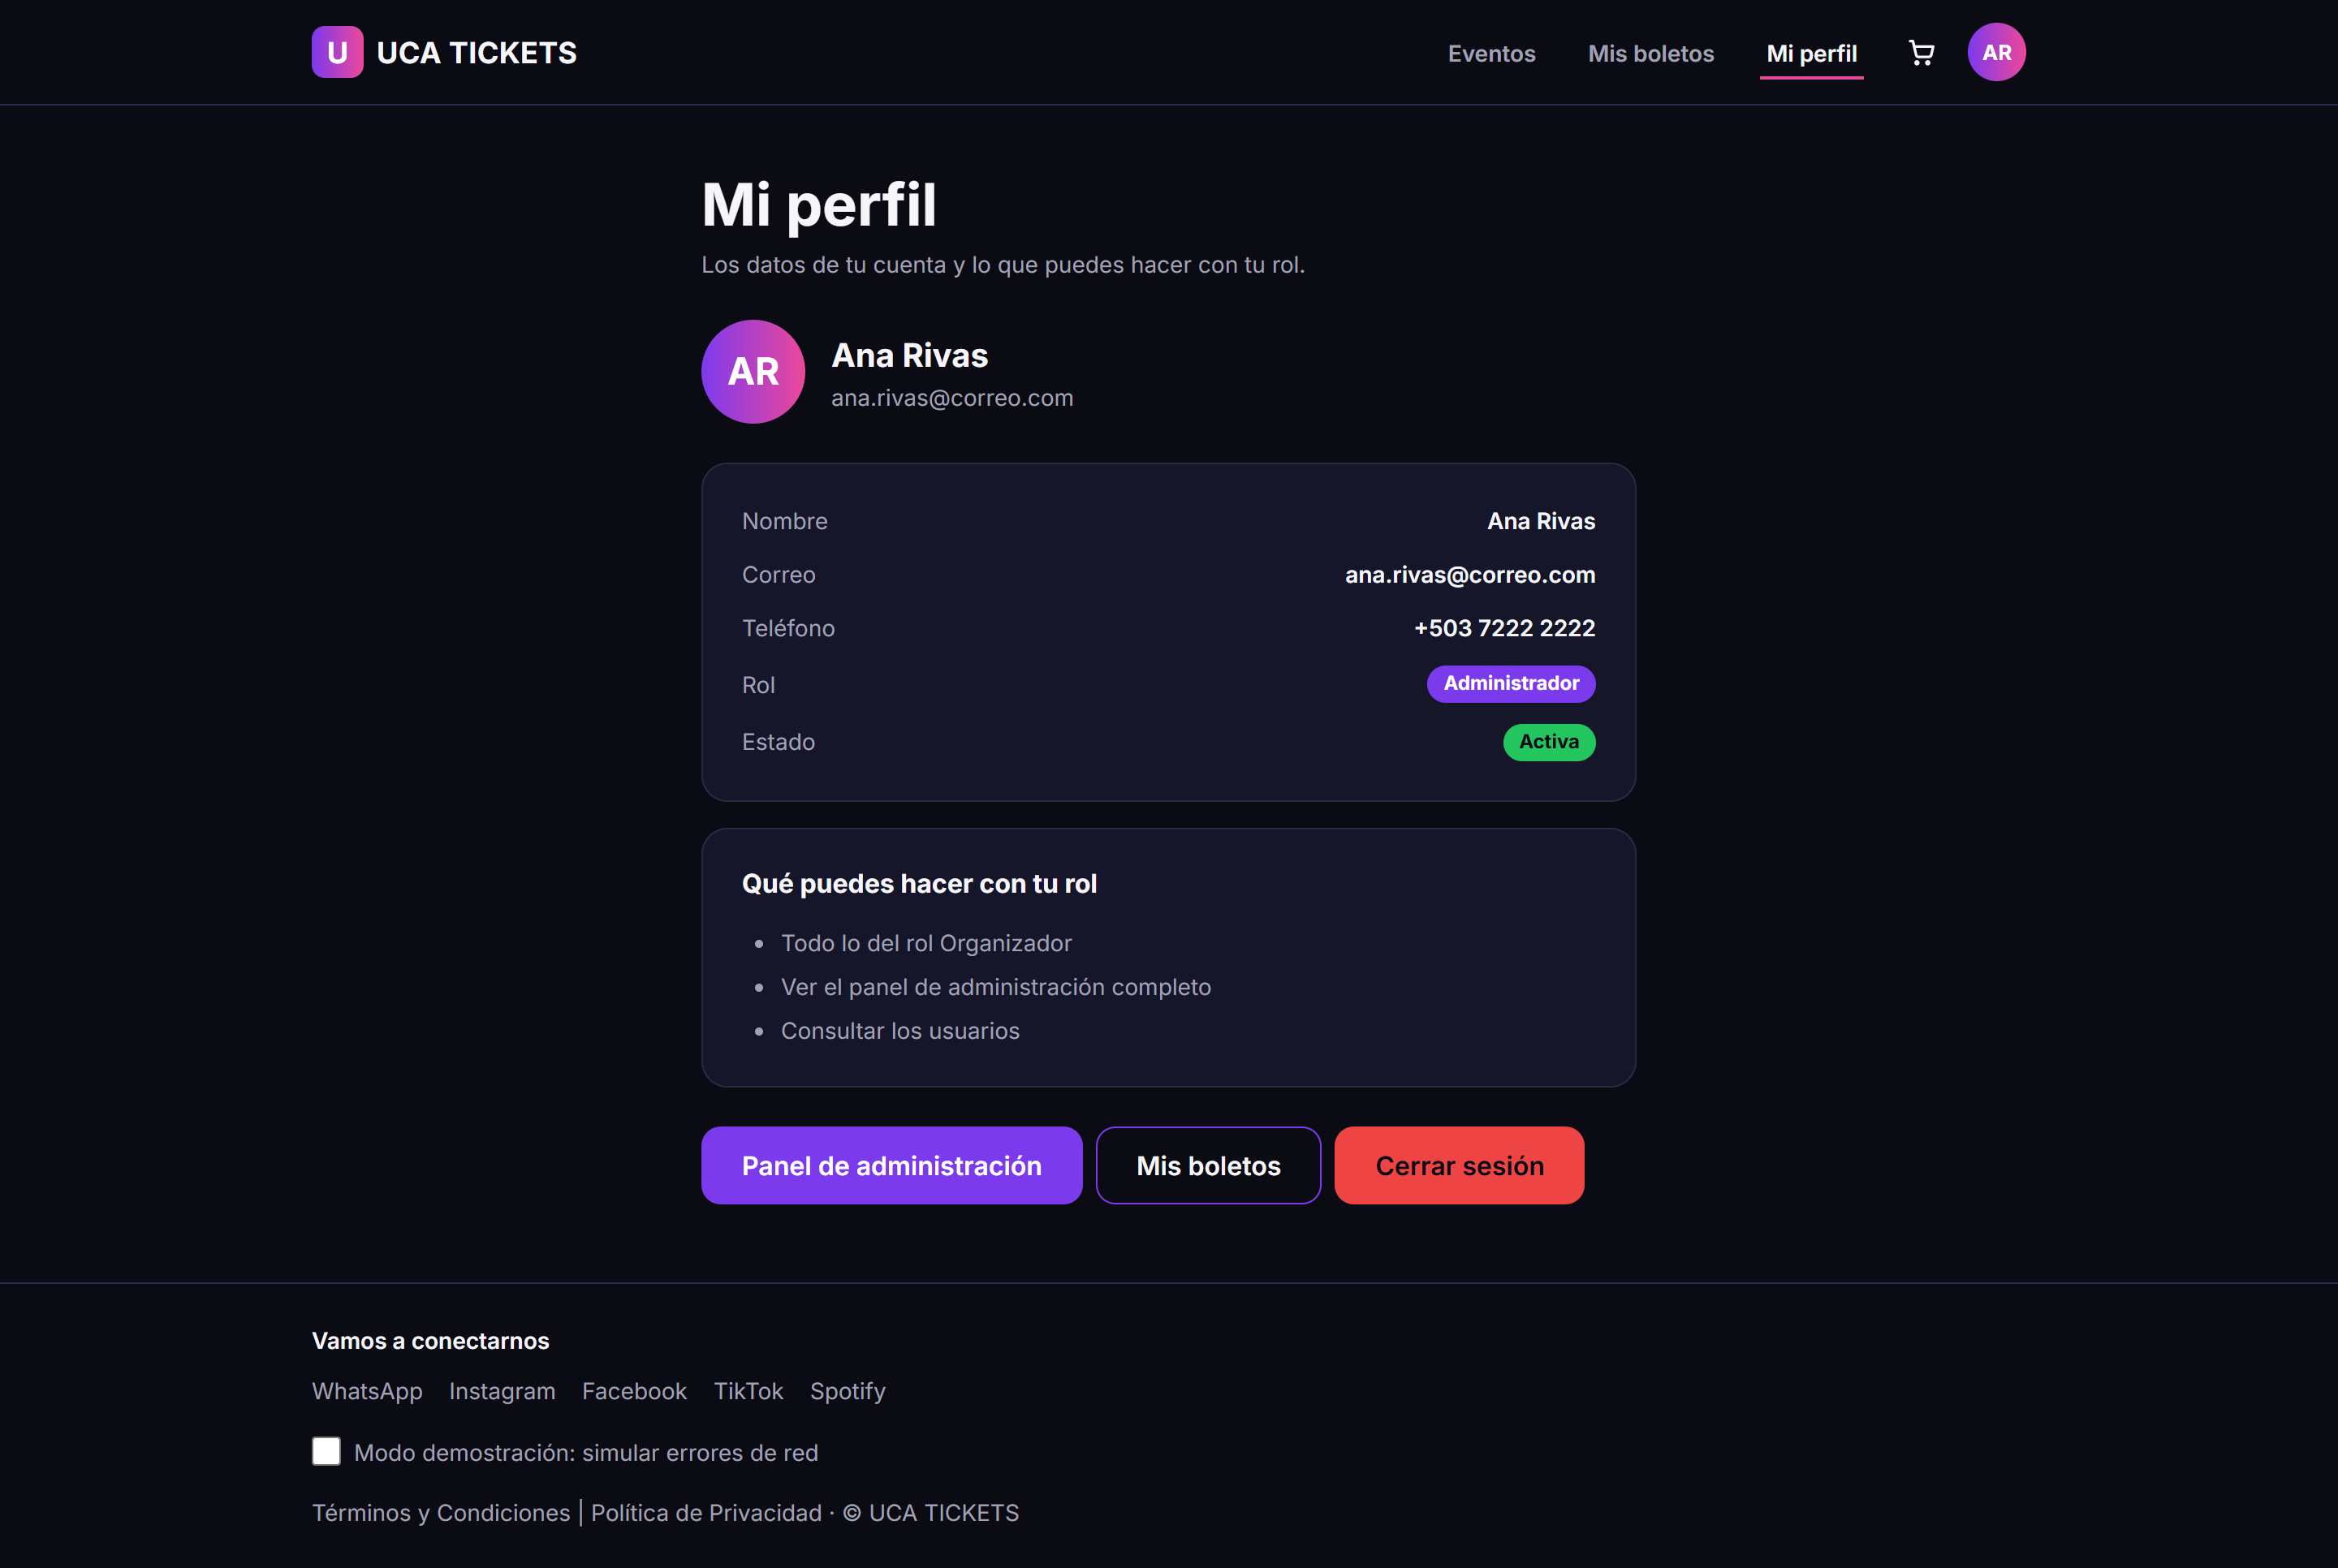 U UCA TICKETS
Eventos Mis boletos Mi perfil AR
Mi perfil
Los datos de tu cuenta y lo que puedes hacer con tu rol.
AR
Ana Rivas
ana.rivas@correo.com
Nombre Ana Rivas
Correo ana.rivas@correo.com
Teléfono +503 7222 2222
Rol Administrador
Estado Activa
Qué puedes hacer con tu rol
• Todo lo del rol Organizador
• Ver el panel de administración completo
• Consultar los usuarios
Panel de administración Mis boletos Cerrar sesión
Vamos a conectarnos
WhatsApp Instagram Facebook TikTok Spotify
Modo demostración: simular errores de red
Términos y Condiciones | Política de Privacidad · © UCA TICKETS